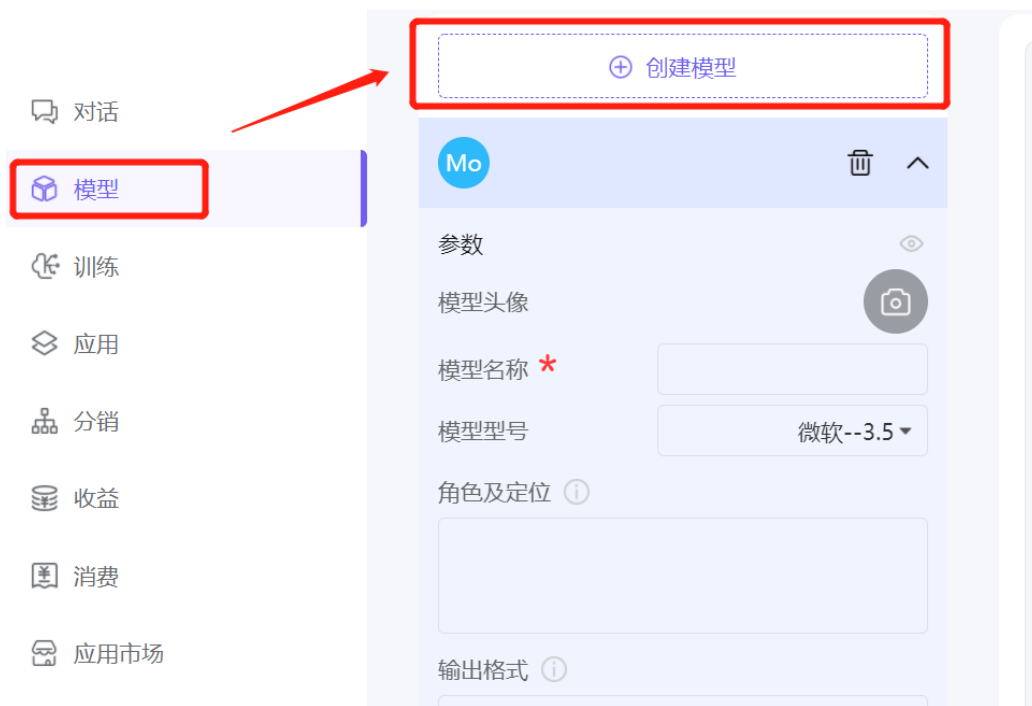 创建模型
对话
Mo
模型
参数
训练
模型头像
应用
模型名称 *
分销
模型型号 微软--3.5
收益
角色及定位
消费
应用市场
输出格式